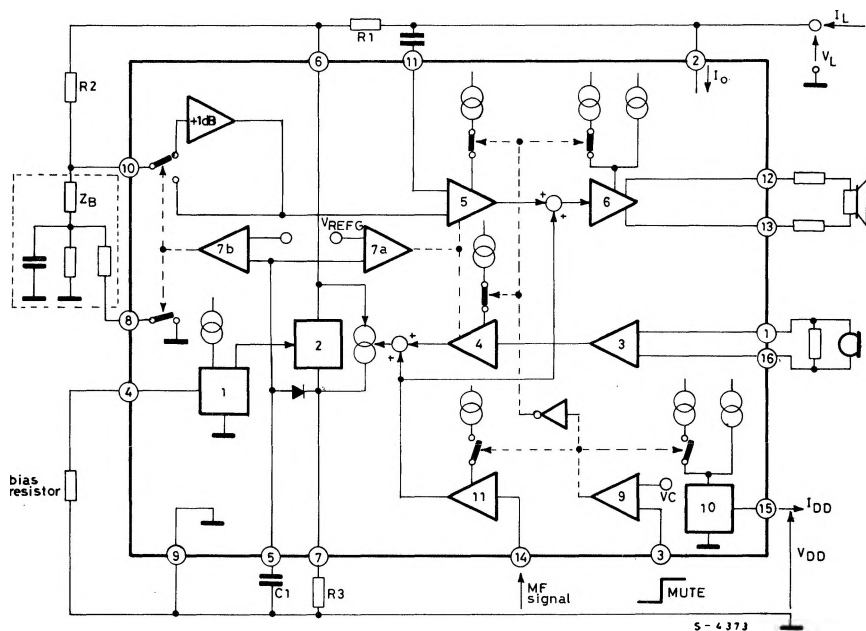 I_L
R1
11
6
2
V_L
I_o
R2
+1dB
10
12
5
+
+
6
Z_B
13
7b
V_REFG
7a
8
2
+
+
4
3
1
16
1
4
bias
resistor
11
9
VC
10
15
I_DD
V_DD
9
5
7
14
3
C1
R3
MF
signal
MUTE
S-4373